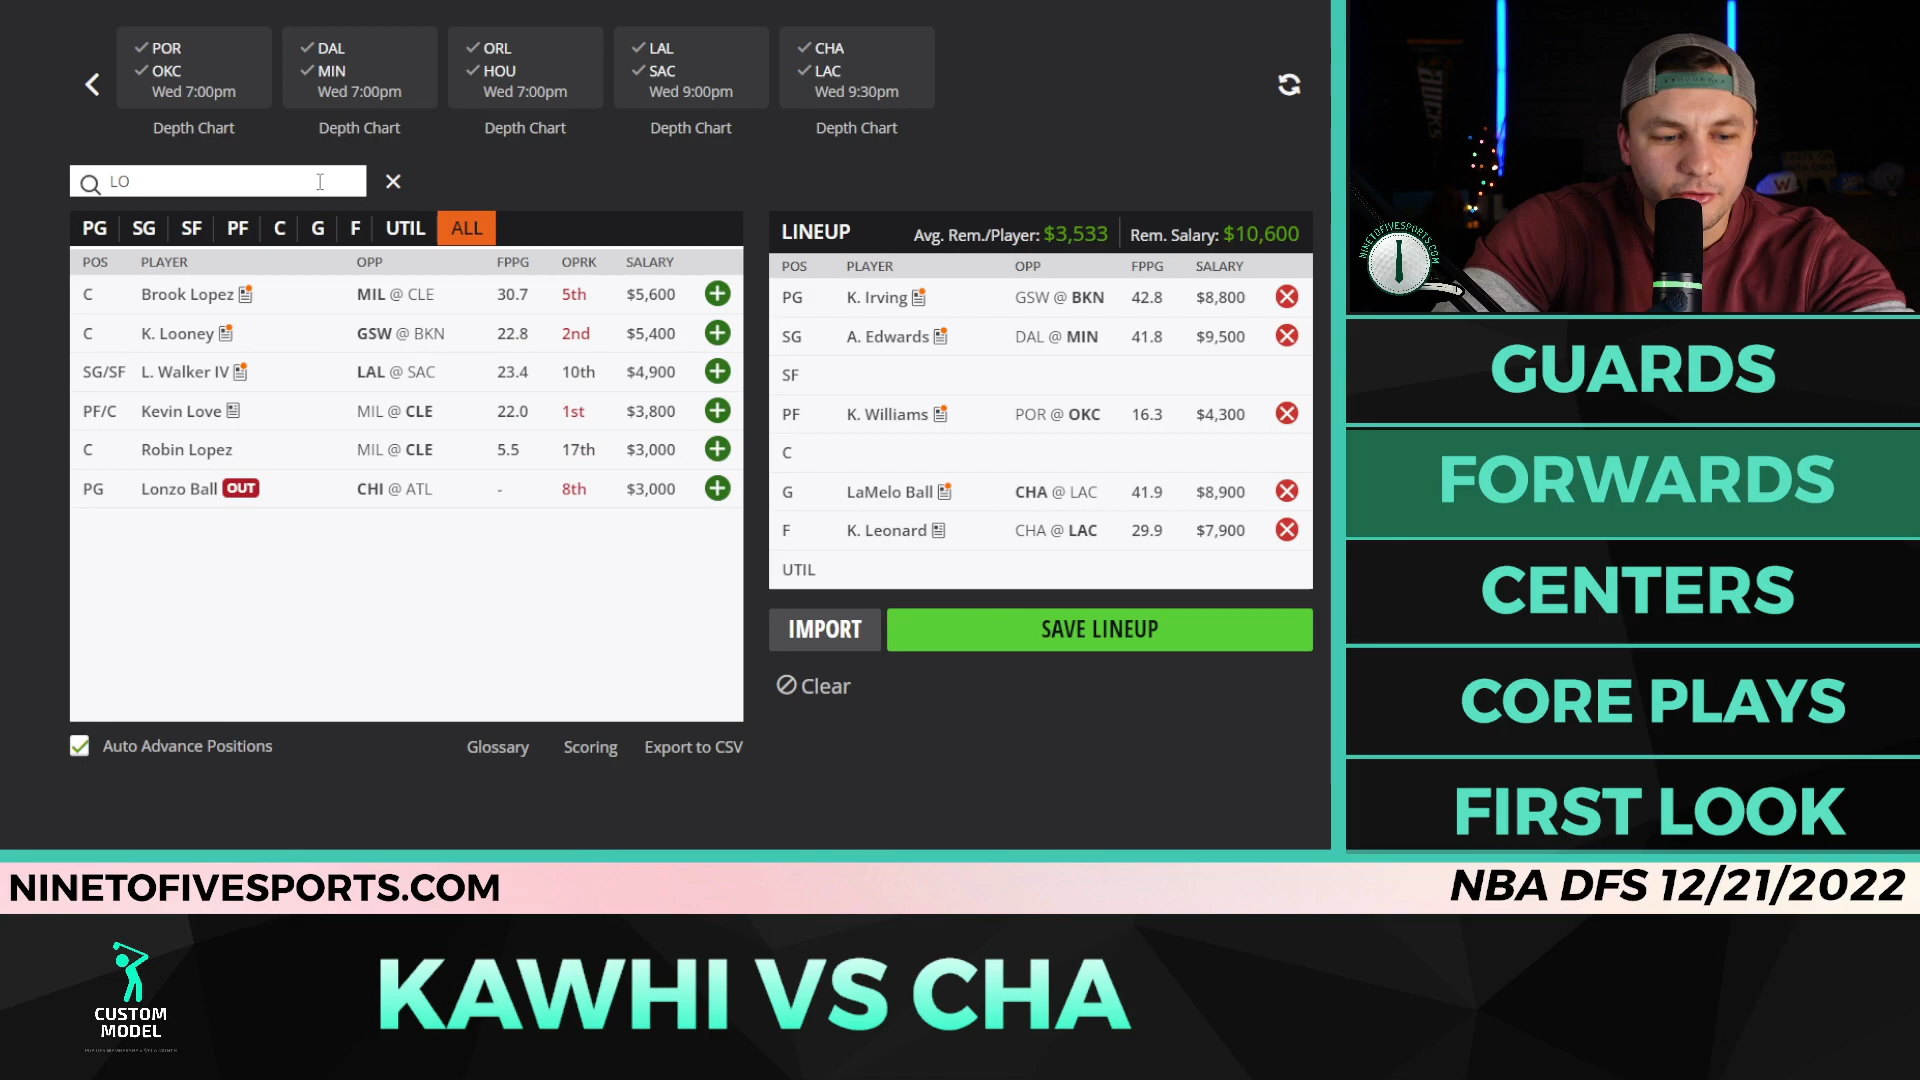 POR
OKC
Wed 7:00pm
Depth Chart
DAL
MIN
Wed 7:00pm
Depth Chart
ORL
HOU
Wed 7:00pm
Depth Chart
LAL
SAC
Wed 9:00pm
Depth Chart
CHA
LAC
Wed 9:30pm
Depth Chart
LO
PG SG SF PF C G F UTIL ALL
POS PLAYER OPP FPPG OPRK SALARY
C Brook Lopez MIL @ CLE 30.7 5th $5,600
C K. Looney GSW @ BKN 22.8 2nd $5,400
SG/SF L. Walker IV LAL @ SAC 23.4 10th $4,900
PF/C Kevin Love MIL @ CLE 22.0 1st $3,800
C Robin Lopez MIL @ CLE 5.5 17th $3,000
PG Lonzo Ball OUT CHI @ ATL - 8th $3,000
Auto Advance Positions Glossary Scoring Export to CSV
LINEUP Avg. Rem./Player: $3,533 Rem. Salary: $10,600
POS PLAYER OPP FPPG SALARY
PG K. Irving GSW @ BKN 42.8 $8,800
SG A. Edwards DAL @ MIN 41.8 $9,500
SF
PF K. Williams POR @ OKC 16.3 $4,300
C
G LaMelo Ball CHA @ LAC 41.9 $8,900
F K. Leonard CHA @ LAC 29.9 $7,900
UTIL
IMPORT SAVE LINEUP
Clear
NINETOFIVESPORTS.COM
GUARDS
FORWARDS
CENTERS
CORE PLAYS
FIRST LOOK
NINETOFIVESPORTS.COM
NBA DFS 12/21/2022
CUSTOM
MODEL
KAWHI VS CHA